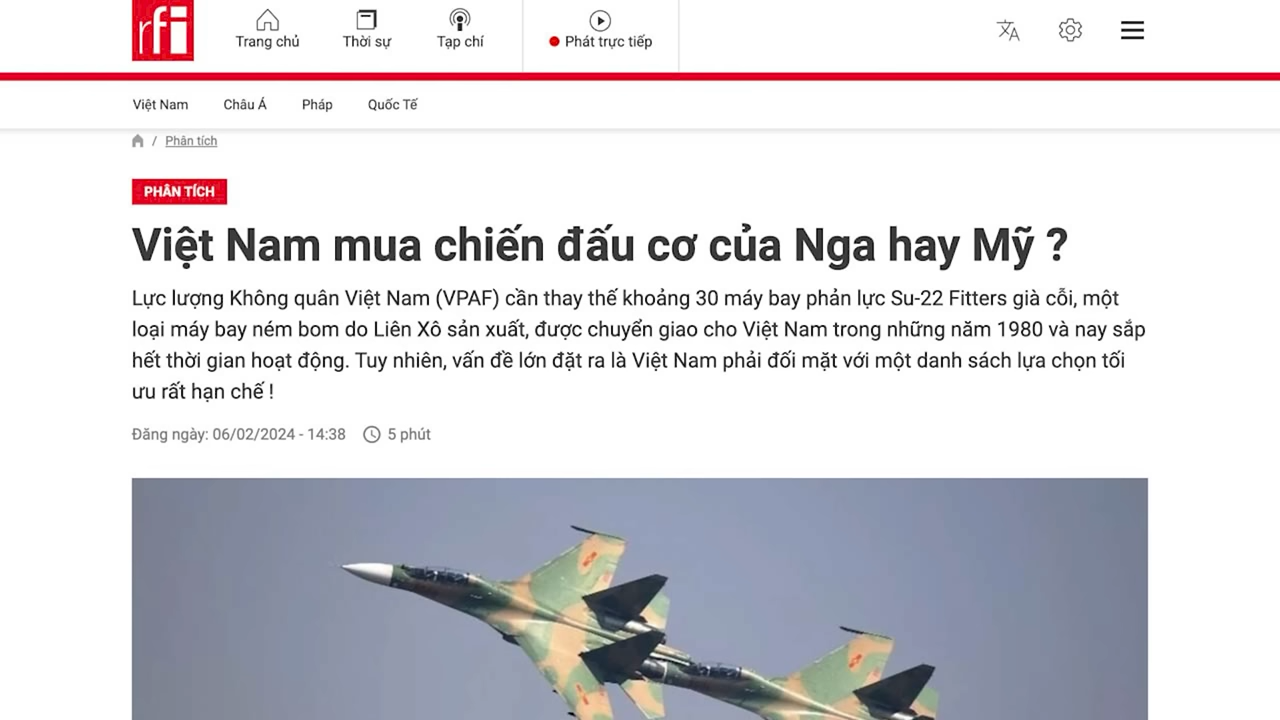 rfi
Trang chủ
Thời sự
Tạp chí
Phát trực tiếp
Việt Nam
Châu Á
Pháp
Quốc Tế
/ Phân tích
PHÂN TÍCH
Việt Nam mua chiến đấu cơ của Nga hay Mỹ ?
Lực lượng Không quân Việt Nam (VPAF) cần thay thế khoảng 30 máy bay phản lực Su-22 Fitters già cỗi, một
loại máy bay ném bom do Liên Xô sản xuất, được chuyển giao cho Việt Nam trong những năm 1980 và nay sắp
hết thời gian hoạt động. Tuy nhiên, vấn đề lớn đặt ra là Việt Nam phải đối mặt với một danh sách lựa chọn tối
ưu rất hạn chế !
Đăng ngày: 06/02/2024 - 14:38 5 phút